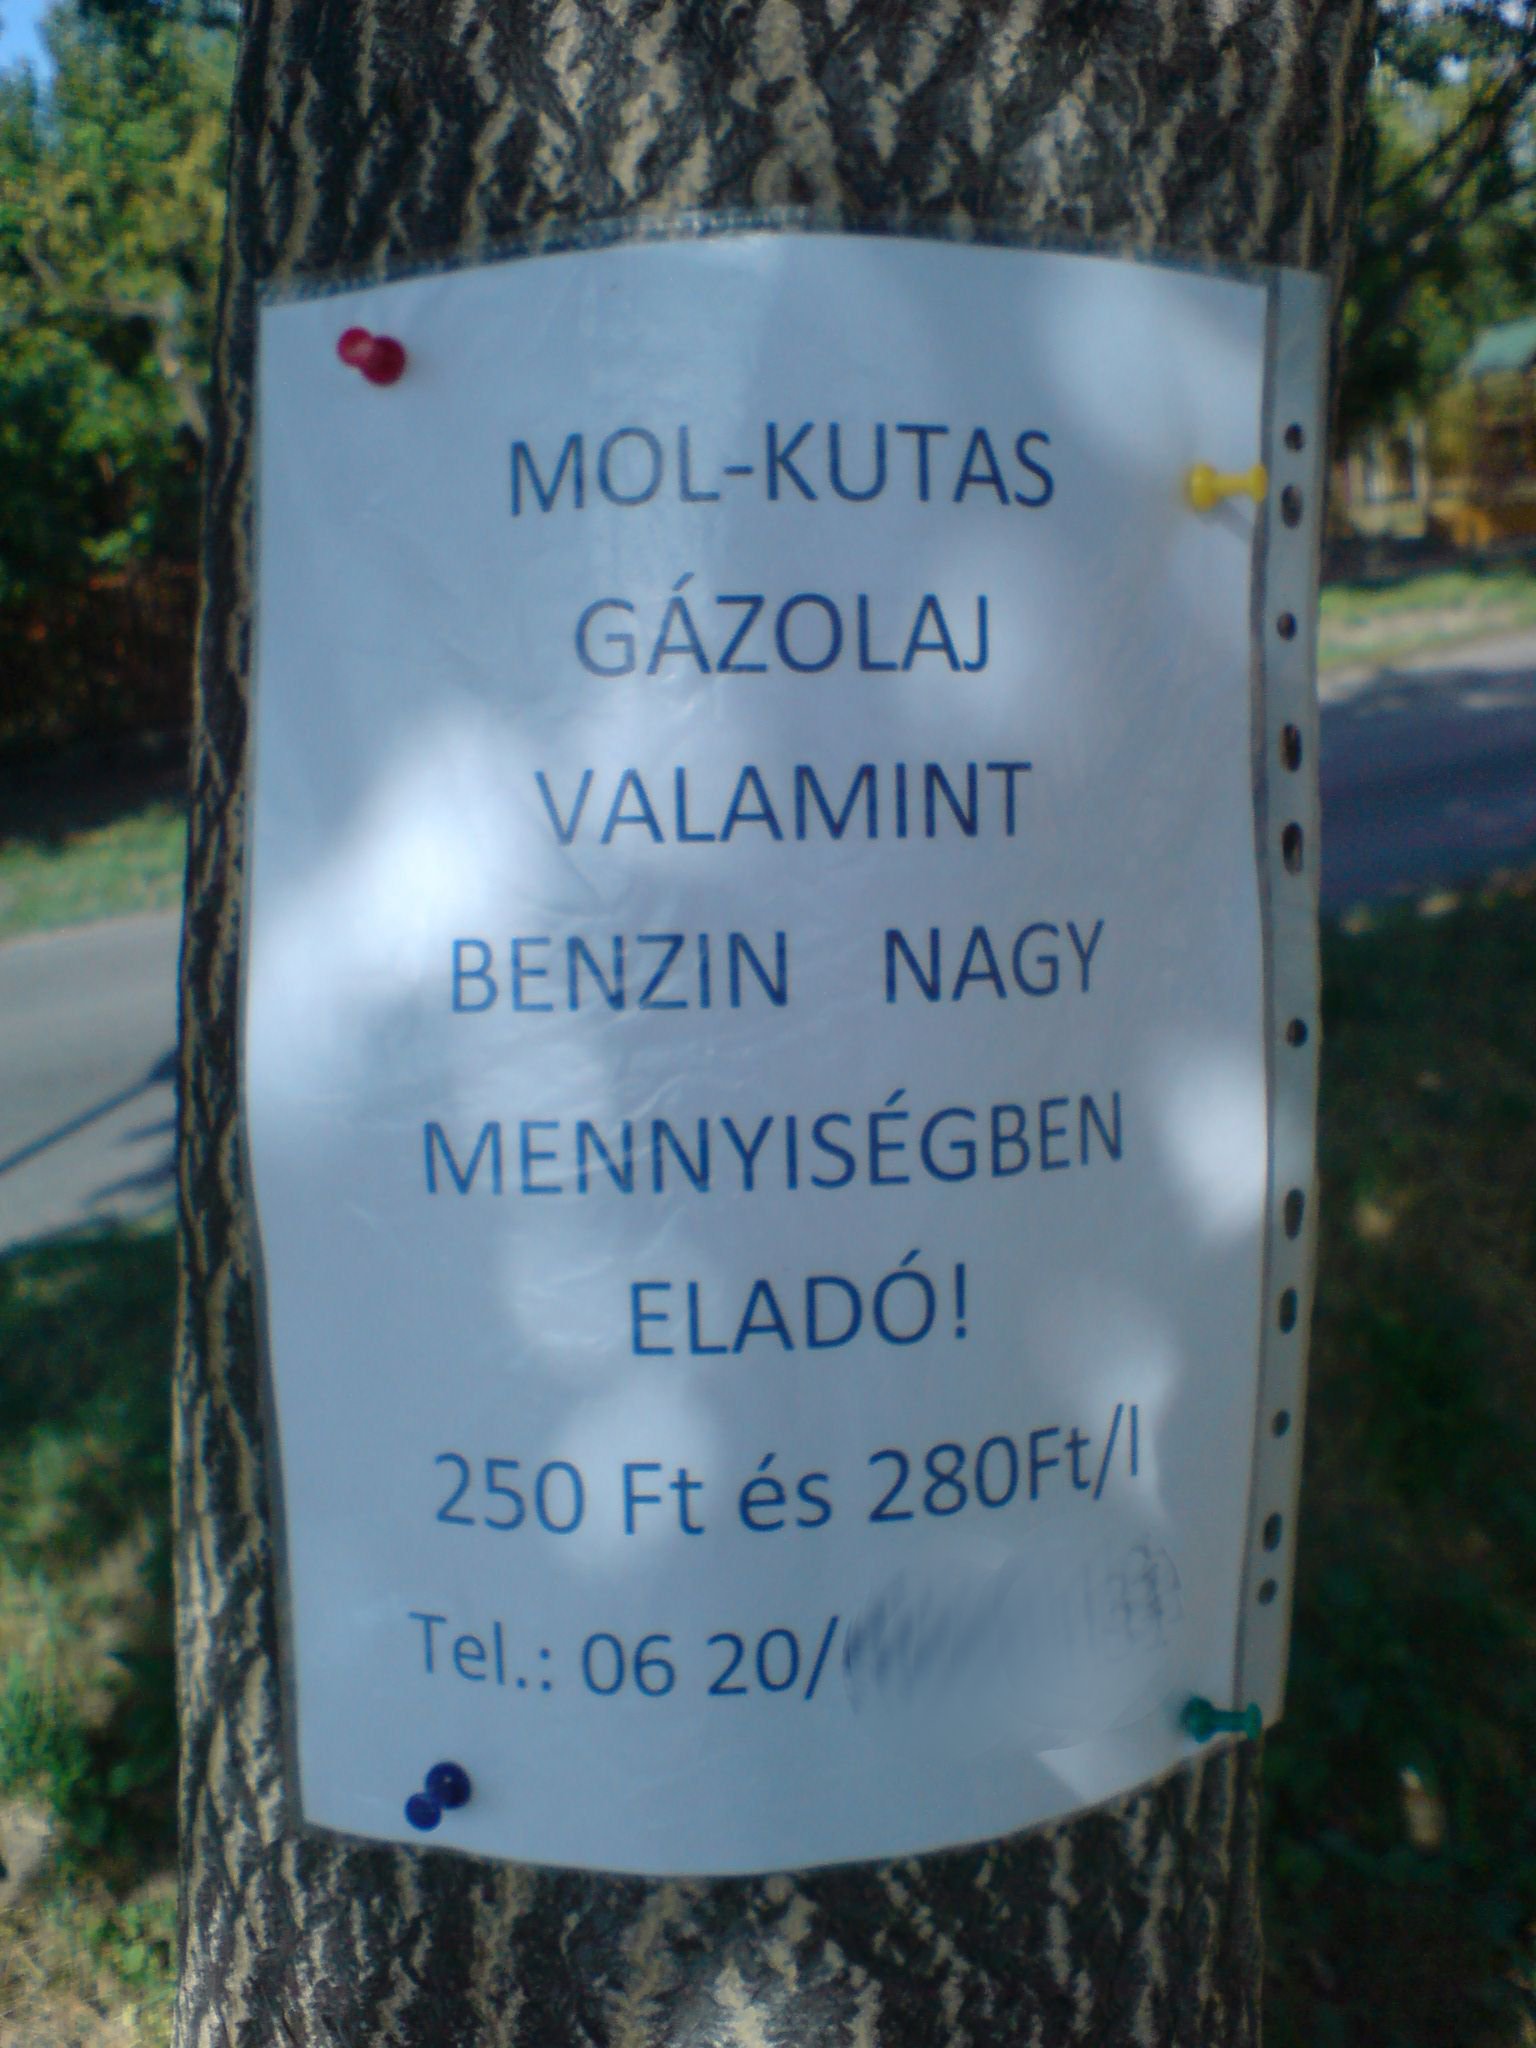 MOL-KUTAS
GÁZOLAJ
VALAMINT
BENZIN NAGY
MENNYISÉGBEN
ELADÓ!
250 Ft és 280Ft/l
Tel.: 06 20/